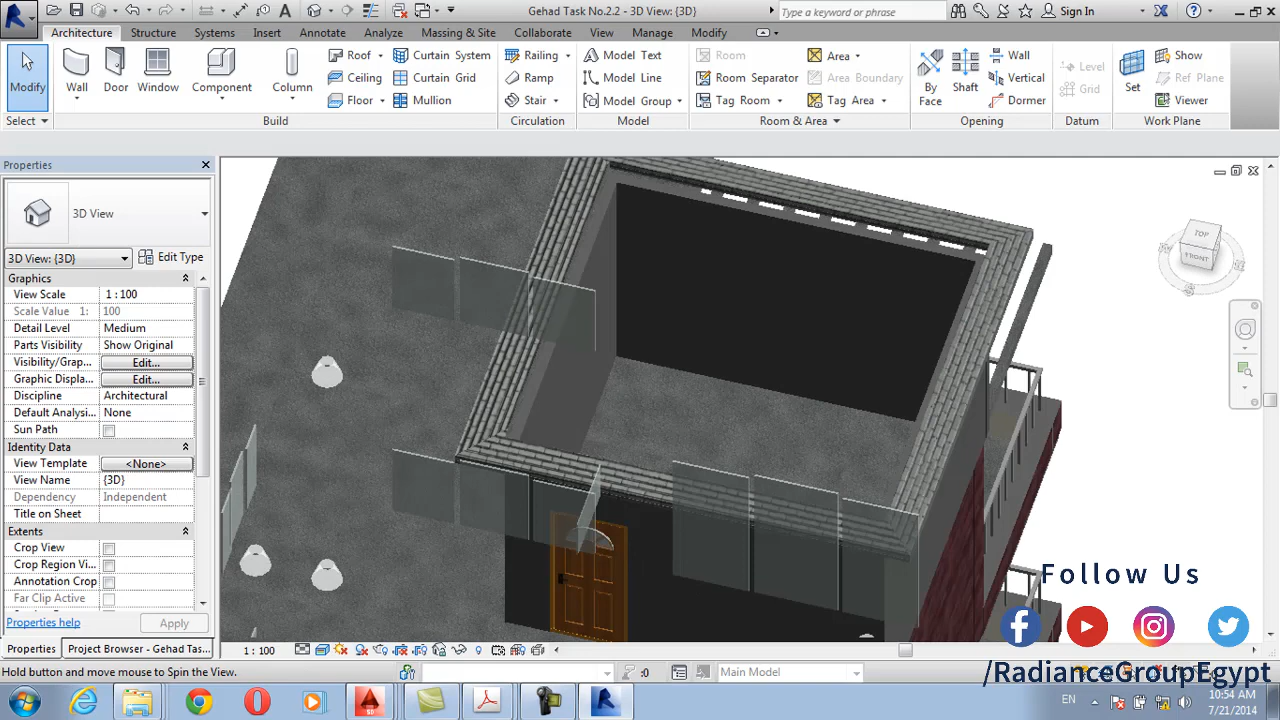 Gehad Task No.2.2 - 3D View: {3D}
Type a keyword or phrase
Sign In
Architecture
Structure
Systems
Insert
Annotate
Analyze
Massing & Site
Collaborate
View
Manage
Modify
Modify
Wall
Door
Window
Component
Column
Roof
Ceiling
Floor
Curtain System
Curtain Grid
Mullion
Railing
Ramp
Stair
Model Text
Model Line
Model Group
Room
Room Separator
Tag Room
Area
Area Boundary
Tag Area
By Face
Shaft
Wall
Vertical
Dormer
Level
Grid
Set
Show
Ref Plane
Viewer
Select
Build
Circulation
Model
Room & Area
Opening
Datum
Work Plane
Properties
3D View
3D View: {3D}
Edit Type
Graphics
View Scale 1 : 100
Scale Value 1: 100
Detail Level Medium
Parts Visibility Show Original
Visibility/Grap... Edit...
Graphic Displa... Edit...
Discipline Architectural
Default Analysi... None
Sun Path
Identity Data
View Template <None>
View Name {3D}
Dependency Independent
Title on Sheet
Extents
Crop View
Crop Region Vi...
Annotation Crop
Far Clip Active
Properties help
Apply
Properties
Project Browser - Gehad Tas...
TOP
FRONT
1 : 100
Hold button and move mouse to Spin the View.
:0
Main Model
Follow Us
/RadianceGroupEgypt
EN
10:54 AM
7/21/2014